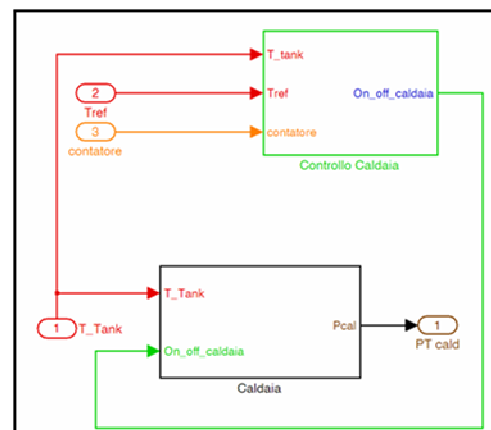 T_tank
2
Tref
On_off_caldaia
Tref
3
contatore
contatore
Controllo Caldaia
T_Tank
1
T_Tank
Pcal
1
PT cald
On_off_caldaia
Caldaia